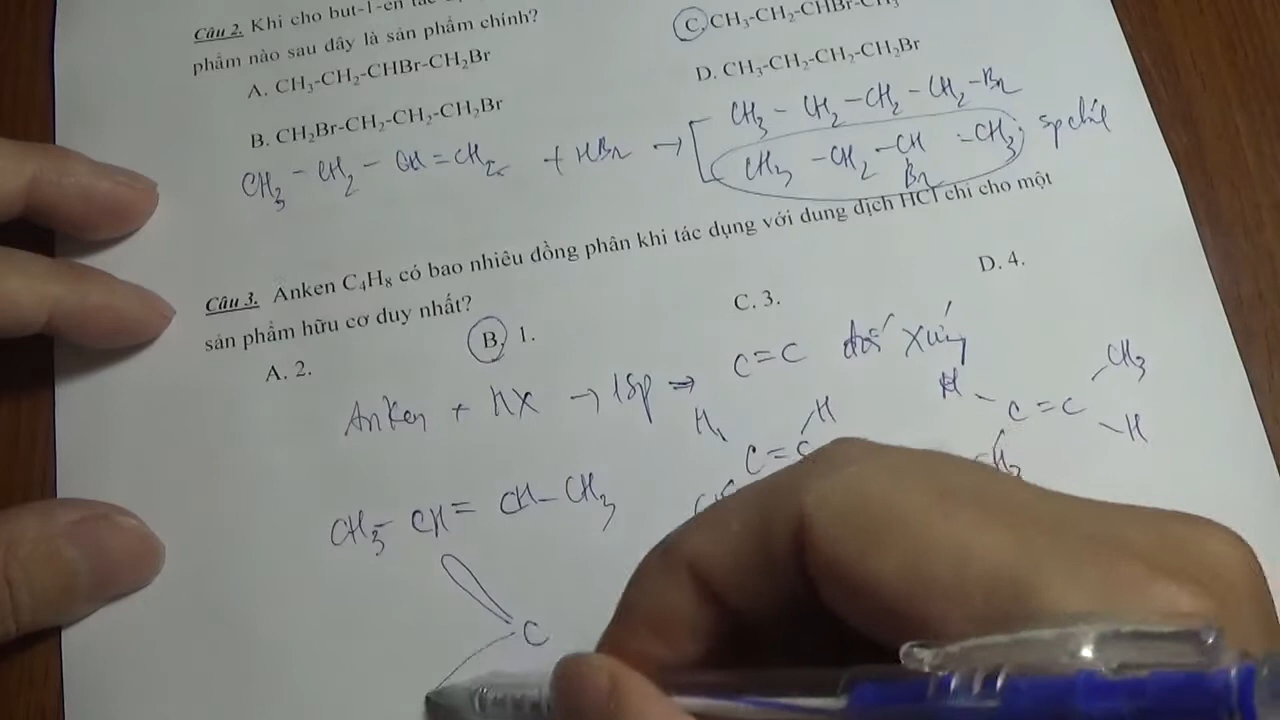 Câu 2. Khi cho but-1-en tác
phẩm nào sau đây là sản phẩm chính?
A. CH₃-CH₂-CHBr-CH₂Br
C. CH₃-CH₂-CHBr-CH₃
B. CH₂Br-CH₂-CH₂-CH₂Br
D. CH₃-CH₂-CH₂-CH₂Br
CH₃ - CH₂ - CH = CH₂ + HBr →
CH₃ - CH₂ - CH₂ - CH₂ - Br
CH₃ - CH₂ - CH - CH₃ sp chế
Br
Câu 3. Anken C₄H₈ có bao nhiêu đồng phân khi tác dụng với dung dịch HCl chỉ cho một
sản phẩm hữu cơ duy nhất?
A. 2.
B. 1.
C. 3.
D. 4.
Anken + HX → 1sp ⇒ C=C đối xứng
H H
C=C
H CH₃
C=C
CH₃ H
CH₃- CH = CH - CH₃
C